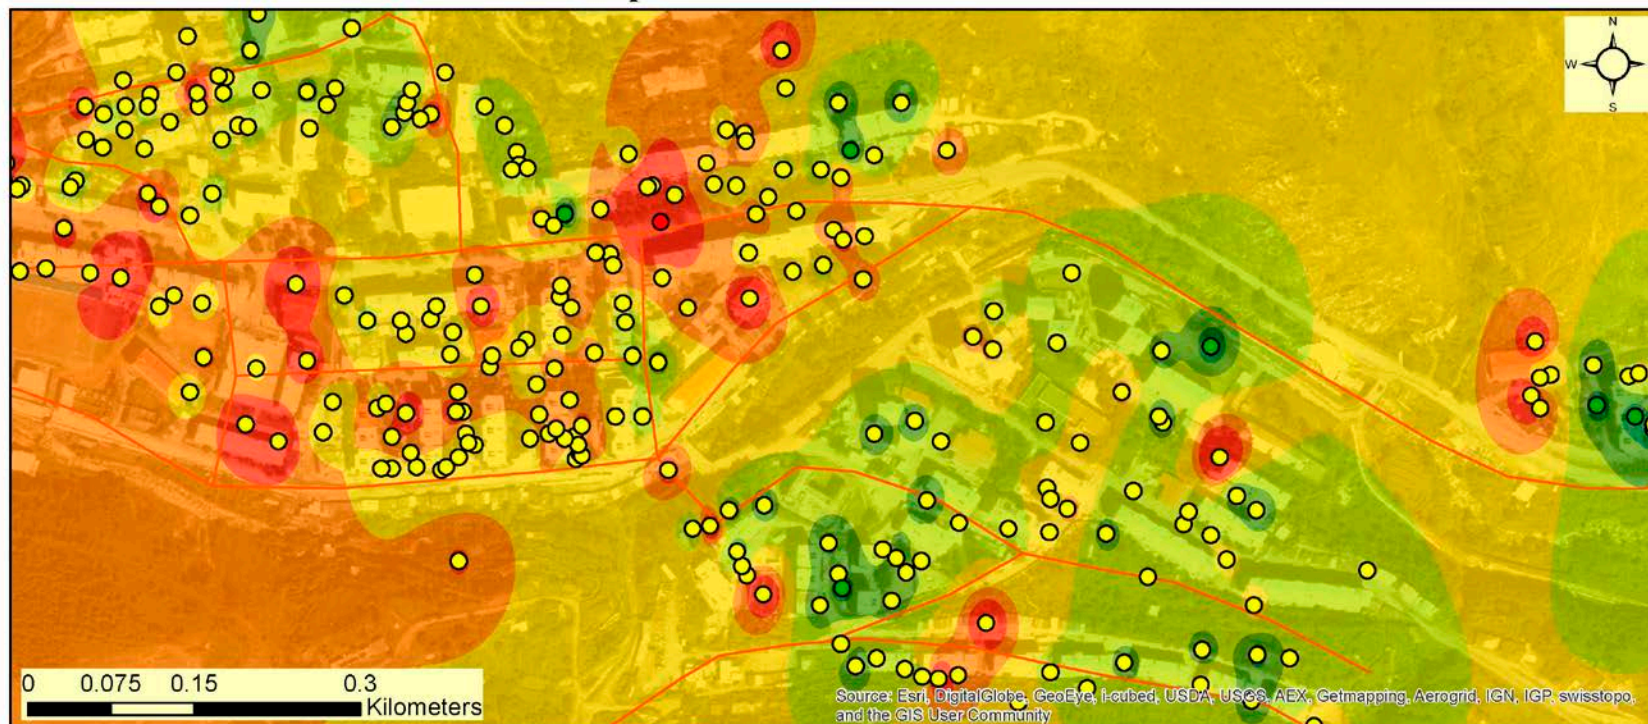 N
W
S
0 0.075 0.15 0.3
Kilometers
Source: Esri, DigitalGlobe, GeoEye, i-cubed, USDA, USGS, AEX, Getmapping, Aerogrid, IGN, IGP, swisstopo,
and the GIS User Community